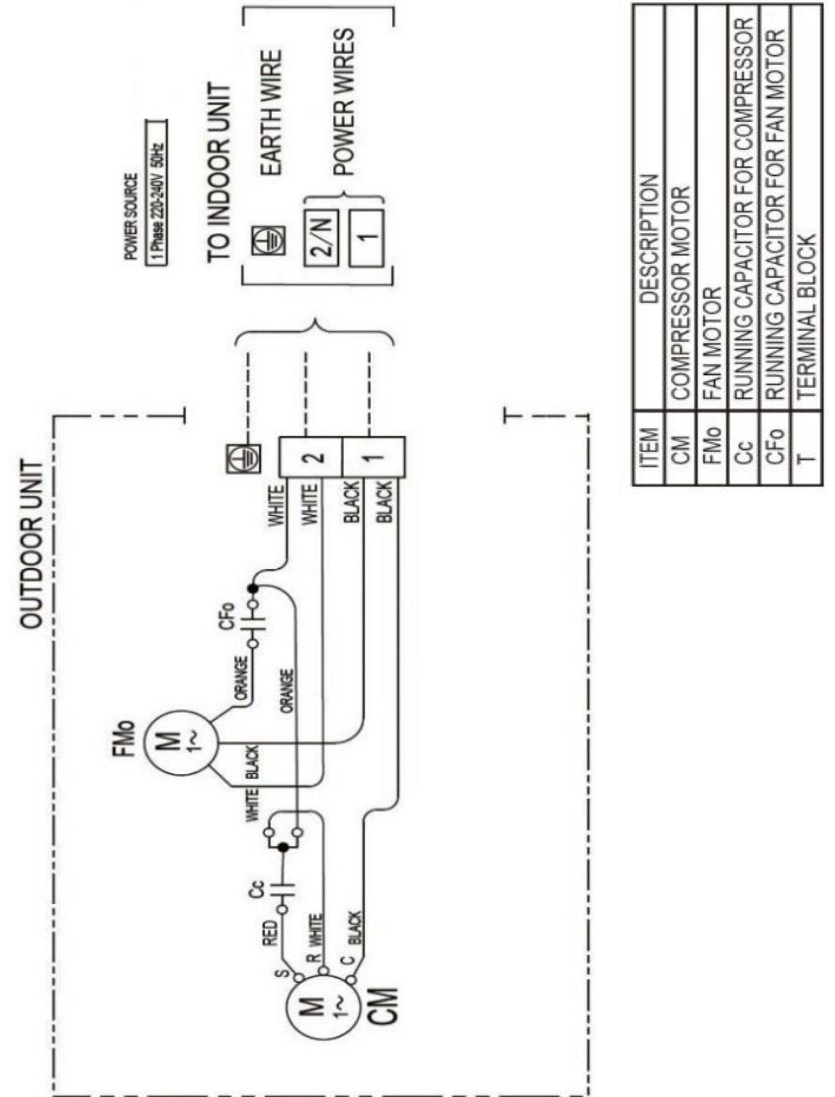 OUTDOOR UNIT
FMo
M
1~
ORANGE
CFo
ORANGE
WHITE
BLACK
Cc
RED
S
R
WHITE
C
BLACK
M
1~
CM
WHITE
WHITE
BLACK
BLACK
2
1
POWER SOURCE
1 Phase 220-240V 50Hz
TO INDOOR UNIT
EARTH WIRE
2/N
1
POWER WIRES
ITEM DESCRIPTION
CM COMPRESSOR MOTOR
FMo FAN MOTOR
Cc RUNNING CAPACITOR FOR COMPRESSOR
CFo RUNNING CAPACITOR FOR FAN MOTOR
T TERMINAL BLOCK